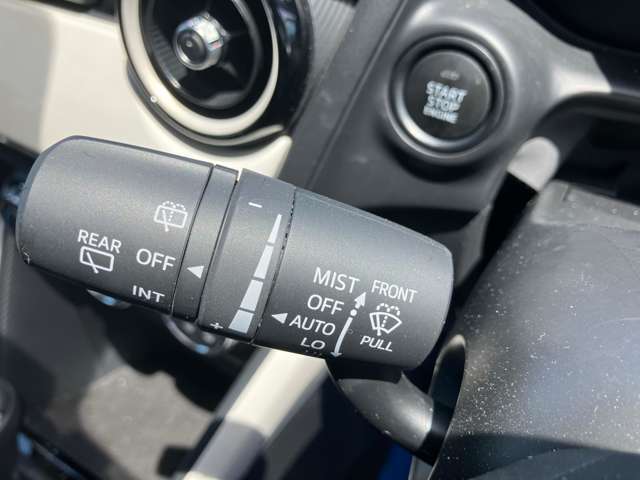 START
STOP
ENGINE
REAR
OFF
INT
−
+
MIST
FRONT
OFF
AUTO
LO
PULL